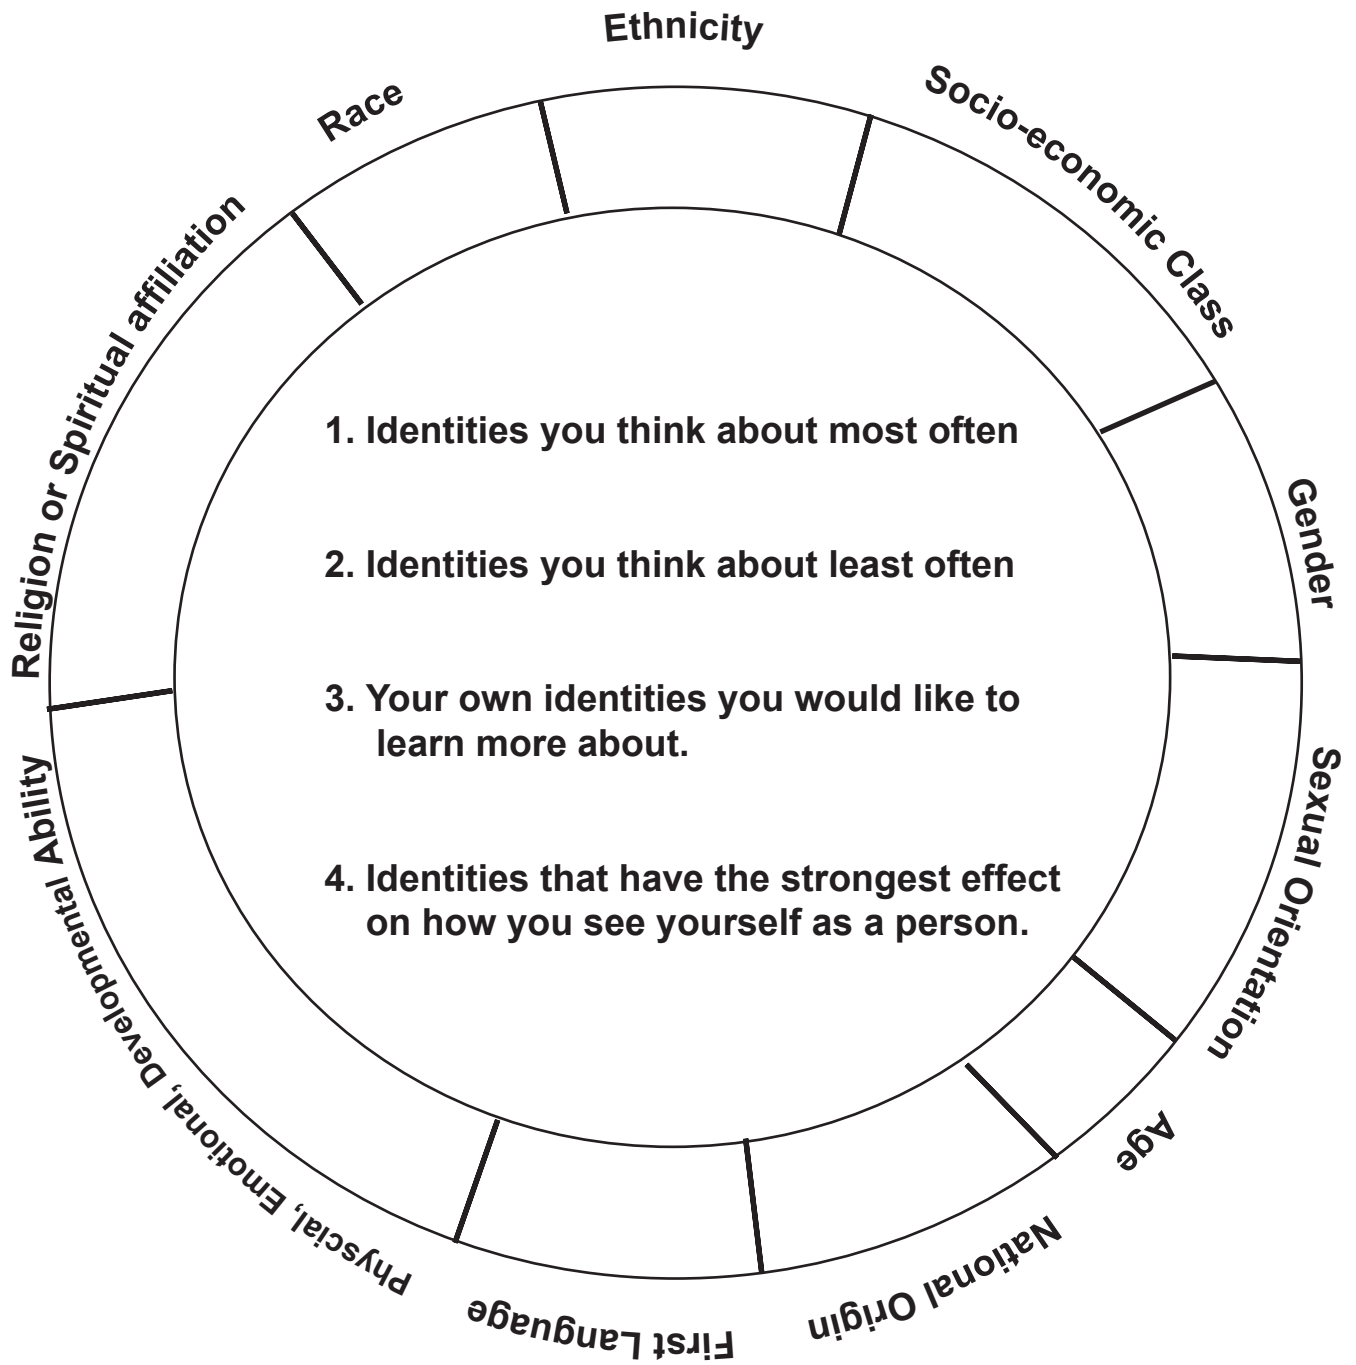 Ethnicity
Socio-economic Class
Gender
Sexual Orientation
Age
National Origin
First Language
Physcial, Emotional, Developmental Ability
Religion or Spiritual affiliation
Race
1. Identities you think about most often
2. Identities you think about least often
3. Your own identities you would like to
learn more about.
4. Identities that have the strongest effect
on how you see yourself as a person.